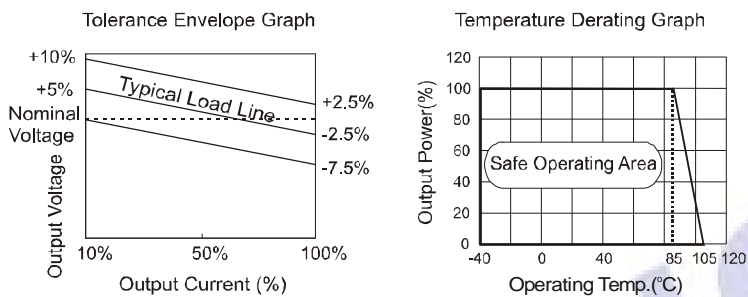 Tolerance Envelope Graph
+10%
+5%
Nominal
Voltage
Output Voltage
Typical Load Line
+2.5%
-2.5%
-7.5%
10%
50%
100%
Output Current (%)
Temperature Derating Graph
120
100
80
60
40
20
0
Output Power(%)
Safe Operating Area
-40
0
40
85
105
120
Operating Temp.(°C)